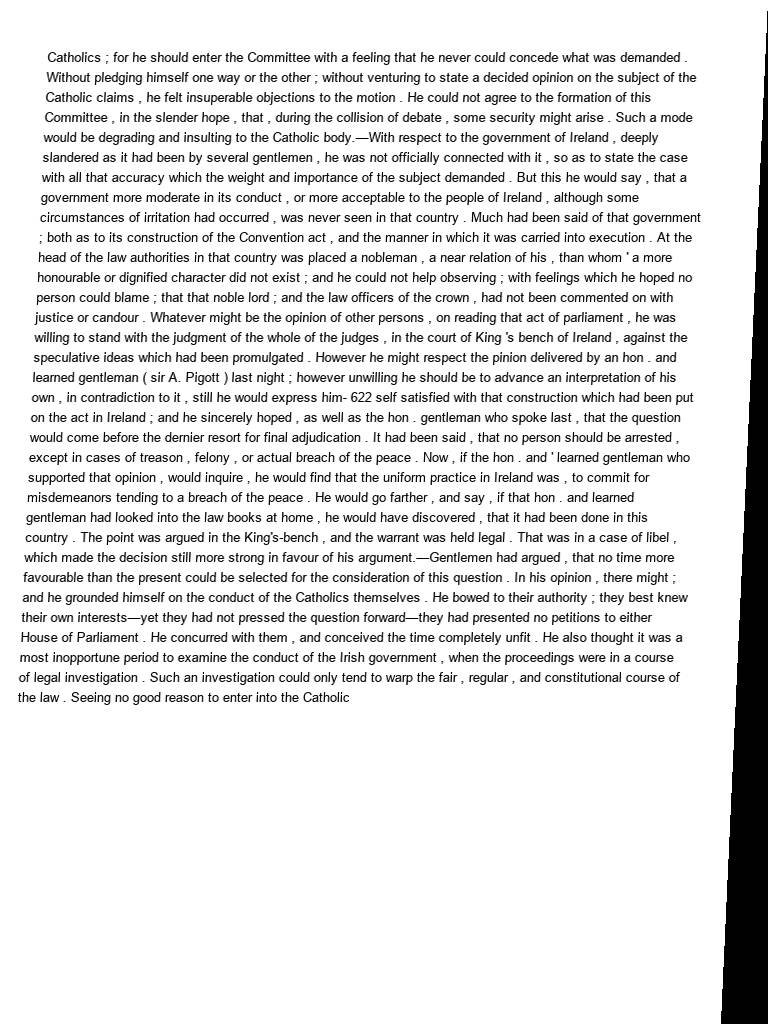 Catholics ; for he should enter the Committee with a feeling that he never could concede what was demanded .
Without pledging himself one way or the other ; without venturing to state a decided opinion on the subject of the
Catholic claims , he felt insuperable objections to the motion . He could not agree to the formation of this
Committee , in the slender hope , that , during the collision of debate , some security might arise . Such a mode
would be degrading and insulting to the Catholic body.—With respect to the government of Ireland , deeply
slandered as it had been by several gentlemen , he was not officially connected with it , so as to state the case
with all that accuracy which the weight and importance of the subject demanded . But this he would say , that a
government more moderate in its conduct , or more acceptable to the people of Ireland , although some
circumstances of irritation had occurred , was never seen in that country . Much had been said of that government
; both as to its construction of the Convention act , and the manner in which it was carried into execution . At the
head of the law authorities in that country was placed a nobleman , a near relation of his , than whom ' a more
honourable or dignified character did not exist ; and he could not help observing ; with feelings which he hoped no
person could blame ; that that noble lord ; and the law officers of the crown , had not been commented on with
justice or candour . Whatever might be the opinion of other persons , on reading that act of parliament , he was
willing to stand with the judgment of the whole of the judges , in the court of King 's bench of Ireland , against the
speculative ideas which had been promulgated . However he might respect the pinion delivered by an hon . and
learned gentleman ( sir A. Pigott ) last night ; however unwilling he should be to advance an interpretation of his
own , in contradiction to it , still he would express him- 622 self satisfied with that construction which had been put
on the act in Ireland ; and he sincerely hoped , as well as the hon . gentleman who spoke last , that the question
would come before the dernier resort for final adjudication . It had been said , that no person should be arrested ,
except in cases of treason , felony , or actual breach of the peace . Now , if the hon . and ' learned gentleman who
supported that opinion , would inquire , he would find that the uniform practice in Ireland was , to commit for
misdemeanors tending to a breach of the peace . He would go farther , and say , if that hon . and learned
gentleman had looked into the law books at home , he would have discovered , that it had been done in this
country . The point was argued in the King's-bench , and the warrant was held legal . That was in a case of libel ,
which made the decision still more strong in favour of his argument.—Gentlemen had argued , that no time more
favourable than the present could be selected for the consideration of this question . In his opinion , there might ;
and he grounded himself on the conduct of the Catholics themselves . He bowed to their authority ; they best knew
their own interests—yet they had not pressed the question forward—they had presented no petitions to either
House of Parliament . He concurred with them , and conceived the time completely unfit . He also thought it was a
most inopportune period to examine the conduct of the Irish government , when the proceedings were in a course
of legal investigation . Such an investigation could only tend to warp the fair , regular , and constitutional course of
the law . Seeing no good reason to enter into the Catholic